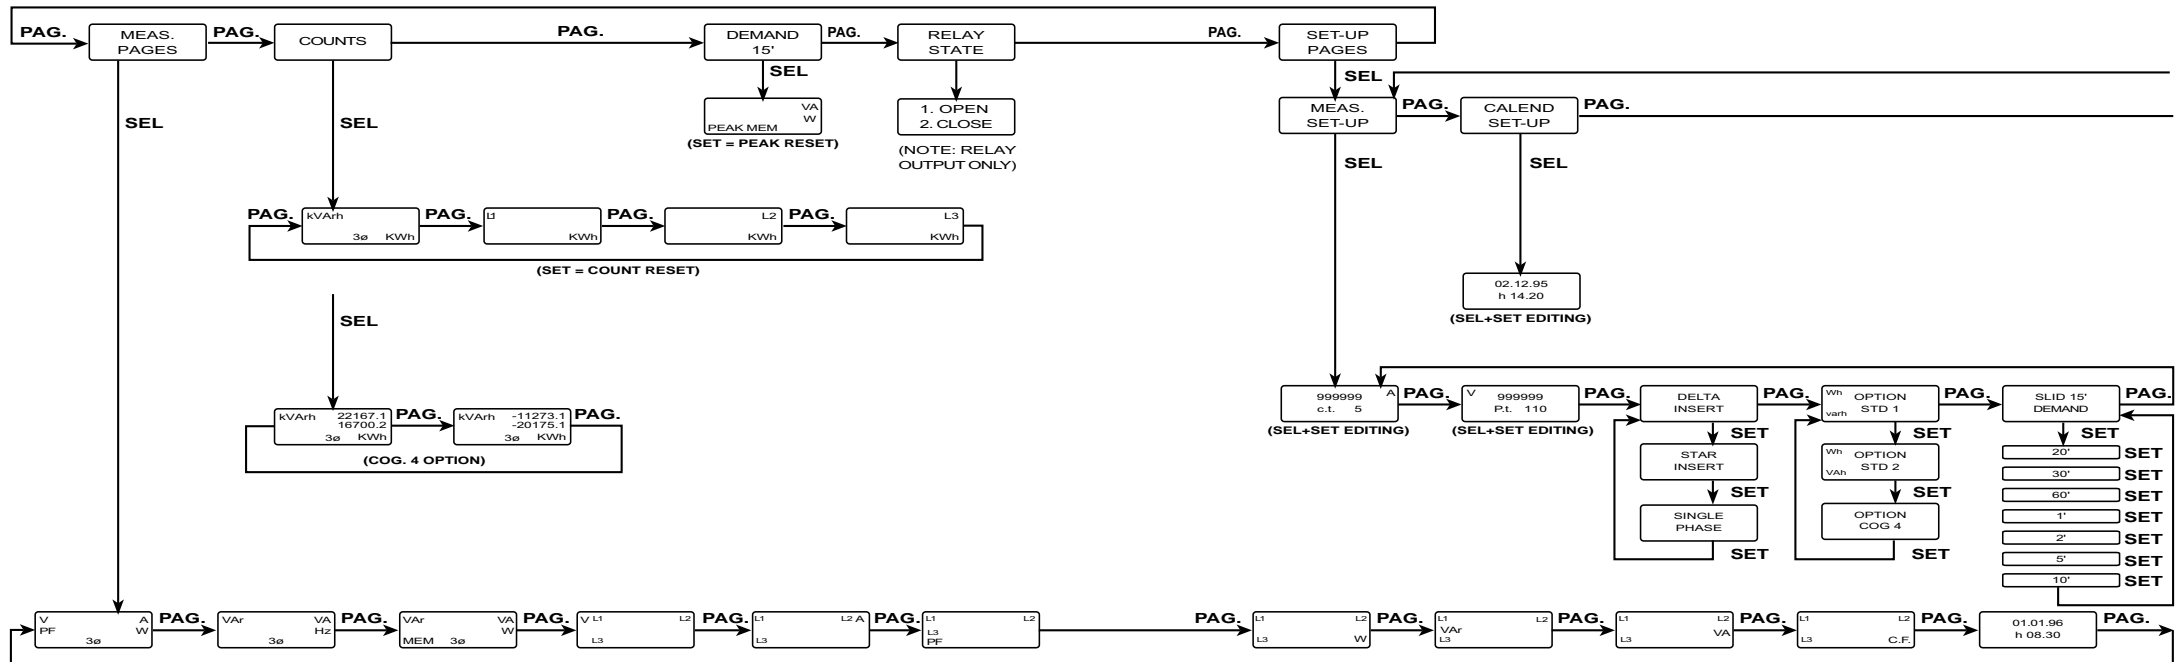 PAG.
MEAS.
PAGES
PAG.
COUNTS
PAG.
DEMAND
15'
PAG.
RELAY
STATE
PAG.
SET-UP
PAGES
SEL
SEL
SEL
SEL
VA
W
PEAK MEM
(SET = PEAK RESET)
1. OPEN
2. CLOSE
(NOTE: RELAY
OUTPUT ONLY)
MEAS.
SET-UP
PAG.
CALEND
SET-UP
PAG.
SEL
SEL
PAG.
kVArh
3ø KWh
PAG.
L1
KWh
PAG.
L2
KWh
PAG.
L3
KWh
(SET = COUNT RESET)
02.12.95
h 14.20
(SEL+SET EDITING)
SEL
kVArh 22167.1
16700.2
3ø KWh
PAG.
kVArh -11273.1
-20175.1
3ø KWh
PAG.
(COG. 4 OPTION)
999999 A
c.t. 5
(SEL+SET EDITING)
PAG.
V 999999
P.t. 110
(SEL+SET EDITING)
PAG.
DELTA
INSERT
SET
STAR
INSERT
SET
SINGLE
PHASE
SET
PAG.
Wh OPTION
varh STD 1
SET
Wh OPTION
VAh STD 2
SET
OPTION
COG 4
SET
PAG.
SLID 15'
DEMAND
PAG.
SET
20' SET
30' SET
60' SET
1' SET
2' SET
5' SET
10' SET
V A
PF W
3ø
PAG.
VAr VA
Hz
3ø
PAG.
VAr VA
W
MEM 3ø
PAG.
V L1 L2
L3
PAG.
L1 L2 A
L3
PAG.
L1 L2
L3
PF
PAG.
L1 L2
L3 W
PAG.
L1 L2
VAr
L3
PAG.
L1 L2
L3 VA
PAG.
L1 L2
L3 C.F.
PAG.
01.01.96
h 08.30
PAG.